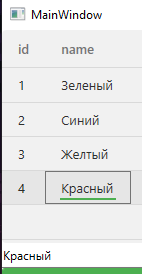 MainWindow
id name
1 Зеленый
2 Синий
3 Желтый
4 Красный
Красный